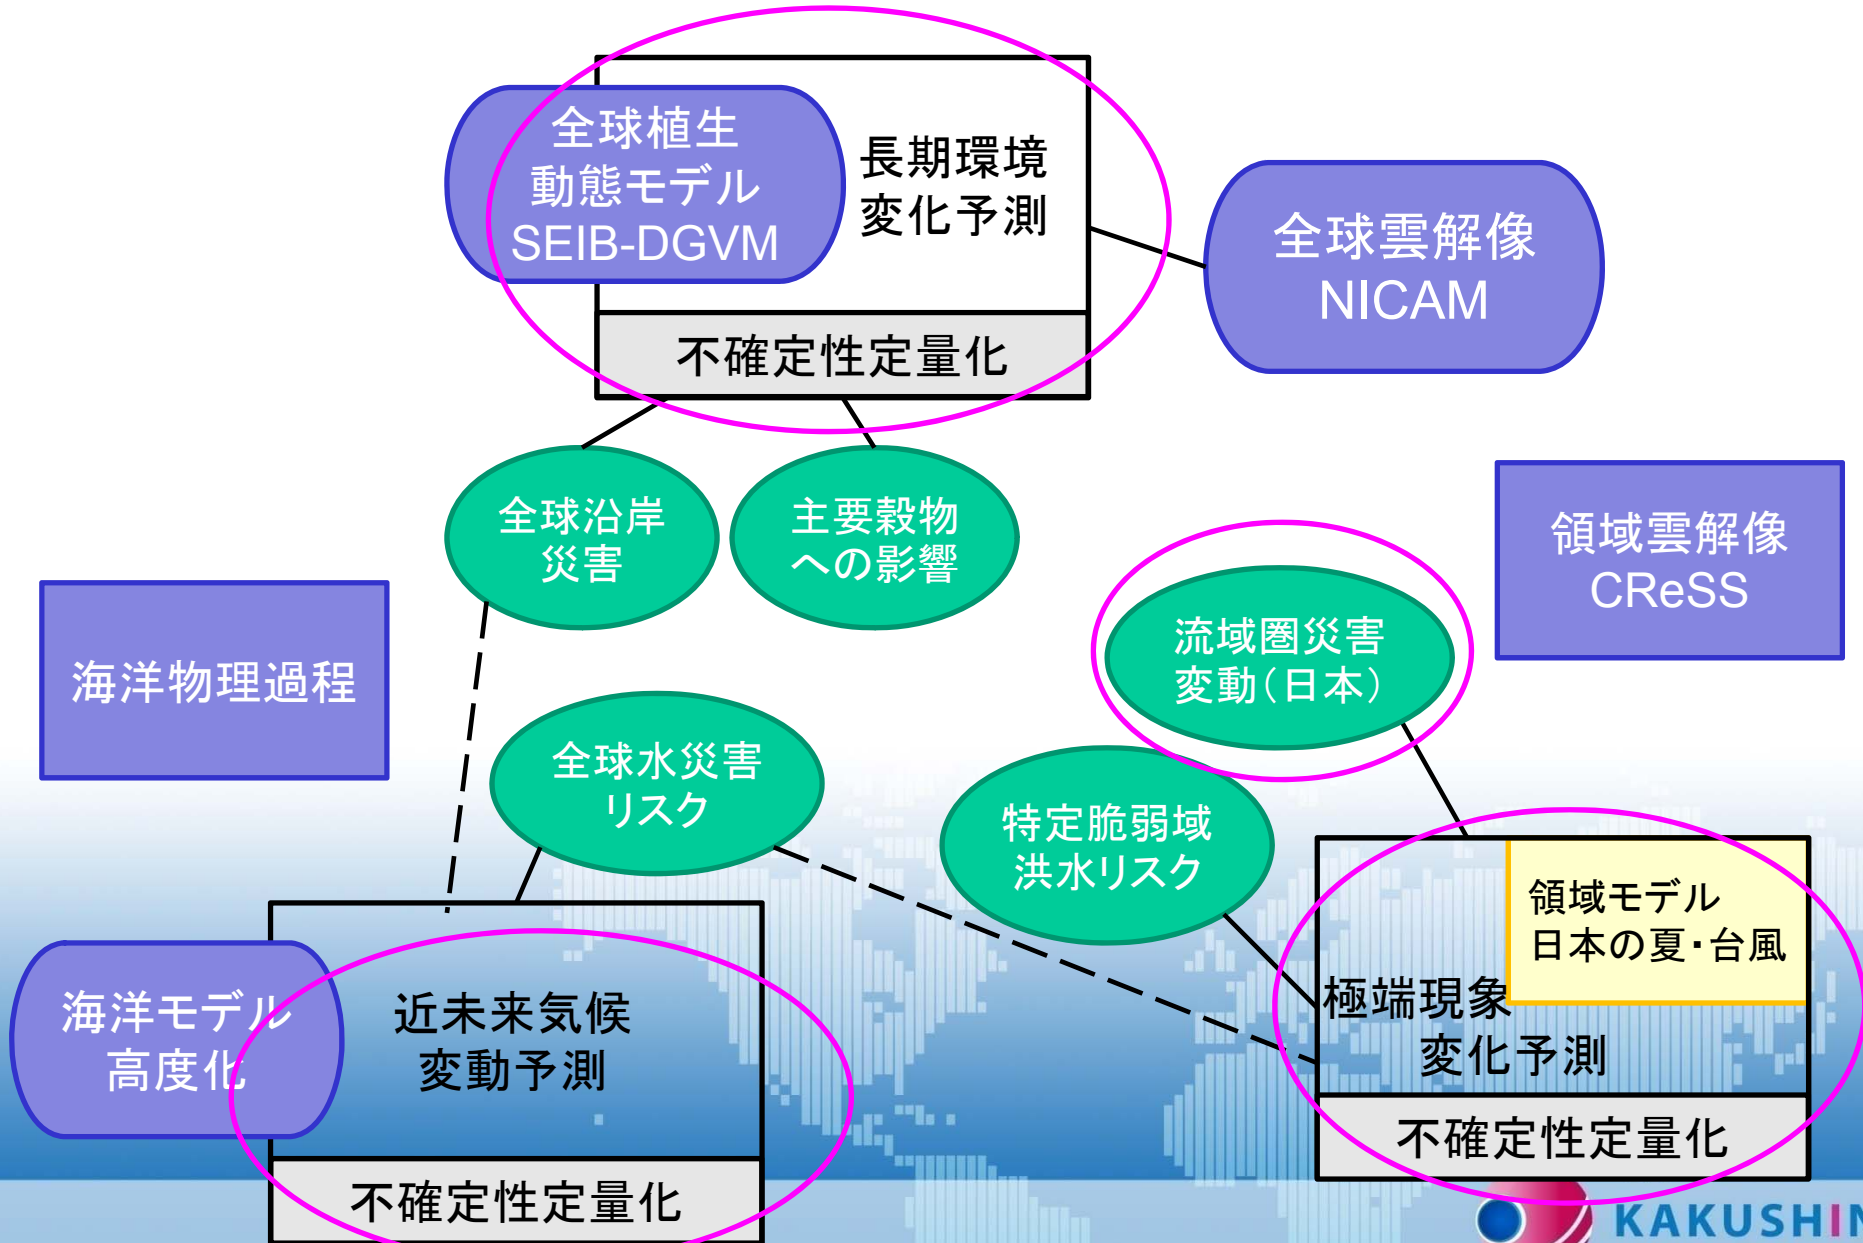 全球植生
動態モデル
SEIB-DGVM
長期環境
変化予測
不確定性定量化
全球雲解像
NICAM
全球沿岸
災害
主要穀物
への影響
領域雲解像
CReSS
海洋物理過程
流域圏災害
変動（日本）
全球水災害
リスク
特定脆弱域
洪水リスク
領域モデル
日本の夏・台風
極端現象
変化予測
不確定性定量化
海洋モデル
高度化
近未来気候
変動予測
不確定性定量化
KAKUSHIN